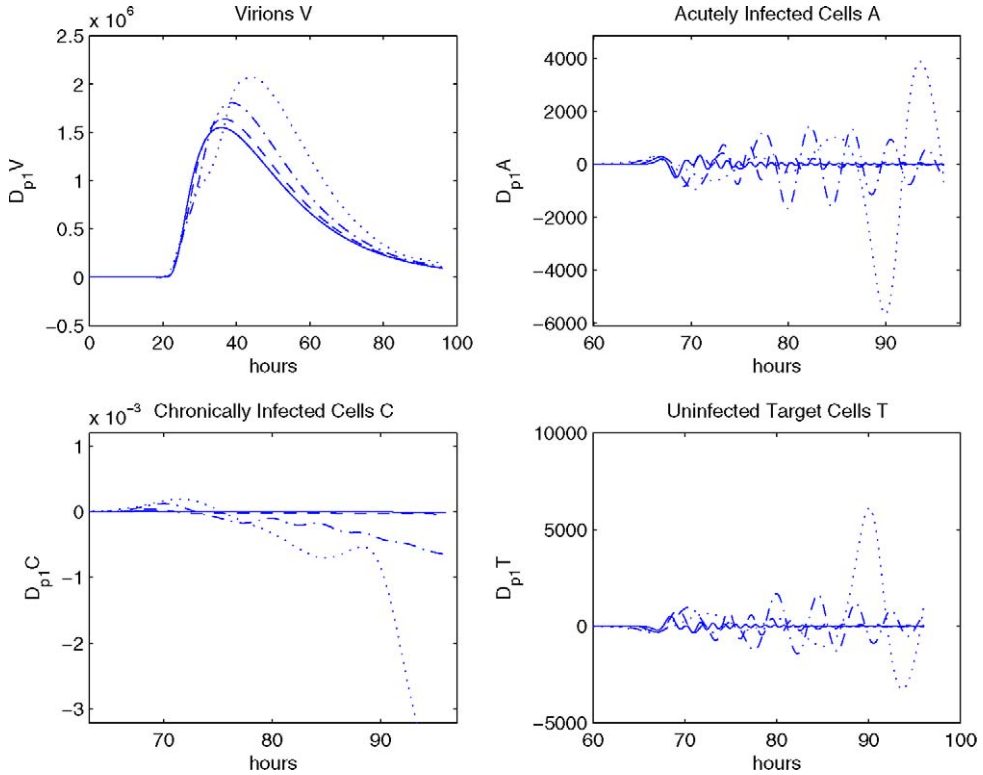 x 10⁶
Virions V
2.5
2
1.5
1
0.5
0
−0.5
D_p1V
0 20 40 60 80 100
hours
Acutely Infected Cells A
4000
2000
0
−2000
−4000
−6000
D_p1A
60 70 80 90
hours
x 10⁻³
Chronically Infected Cells C
1
0
−1
−2
−3
D_p1C
70 80 90
hours
Uninfected Target Cells T
10000
5000
0
−5000
D_p1T
60 70 80 90 100
hours